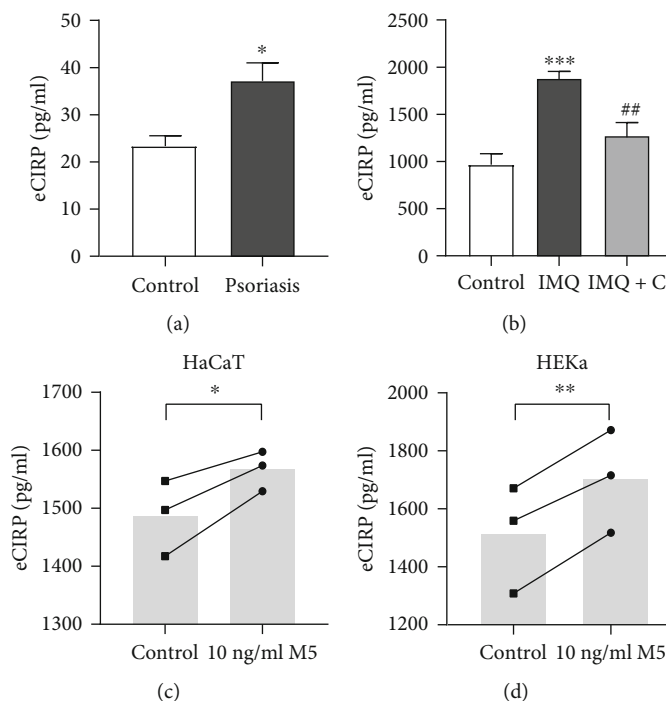 50
40
30
20
10
0
eCIRP (pg/ml)
*
Control
Psoriasis
(a)
2500
2000
1500
1000
500
0
eCIRP (pg/ml)
***
##
Control
IMQ
IMQ + C
(b)
HaCaT
1700
1600
1500
1400
1300
eCIRP (pg/ml)
*
Control
10 ng/ml M5
(c)
HEKa
2000
1800
1600
1400
1200
eCIRP (pg/ml)
**
Control
10 ng/ml M5
(d)